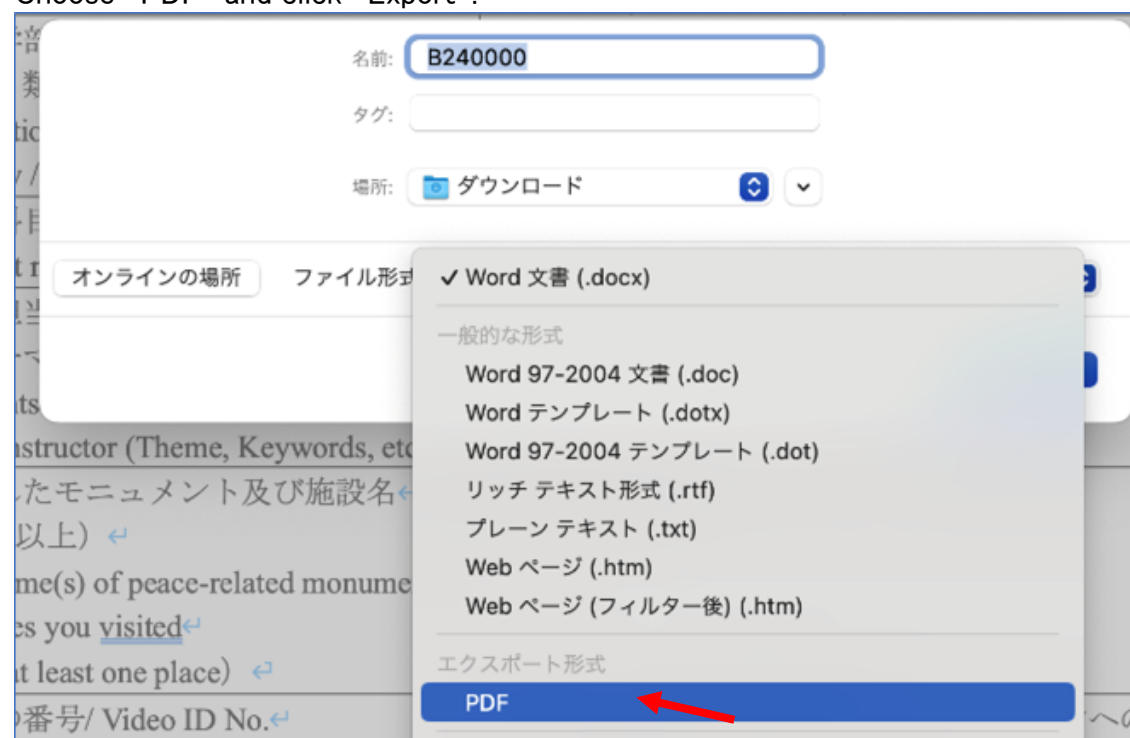 Choose "PDF" and click "Export".
名前: B240000
タグ:
場所: ダウンロード
オンラインの場所 ファイル形式
✓ Word 文書 (.docx)
一般的な形式
Word 97-2004 文書 (.doc)
Word テンプレート (.dotx)
Word 97-2004 テンプレート (.dot)
リッチ テキスト形式 (.rtf)
プレーン テキスト (.txt)
Web ページ (.htm)
Web ページ (フィルター後) (.htm)
エクスポート形式
PDF
nstructor (Theme, Keywords, etc
したモニュメント及び施設名↵
以上） ↵
me(s) of peace-related monume
es you visited↵
at least one place） ↵
番号/ Video ID No.↵